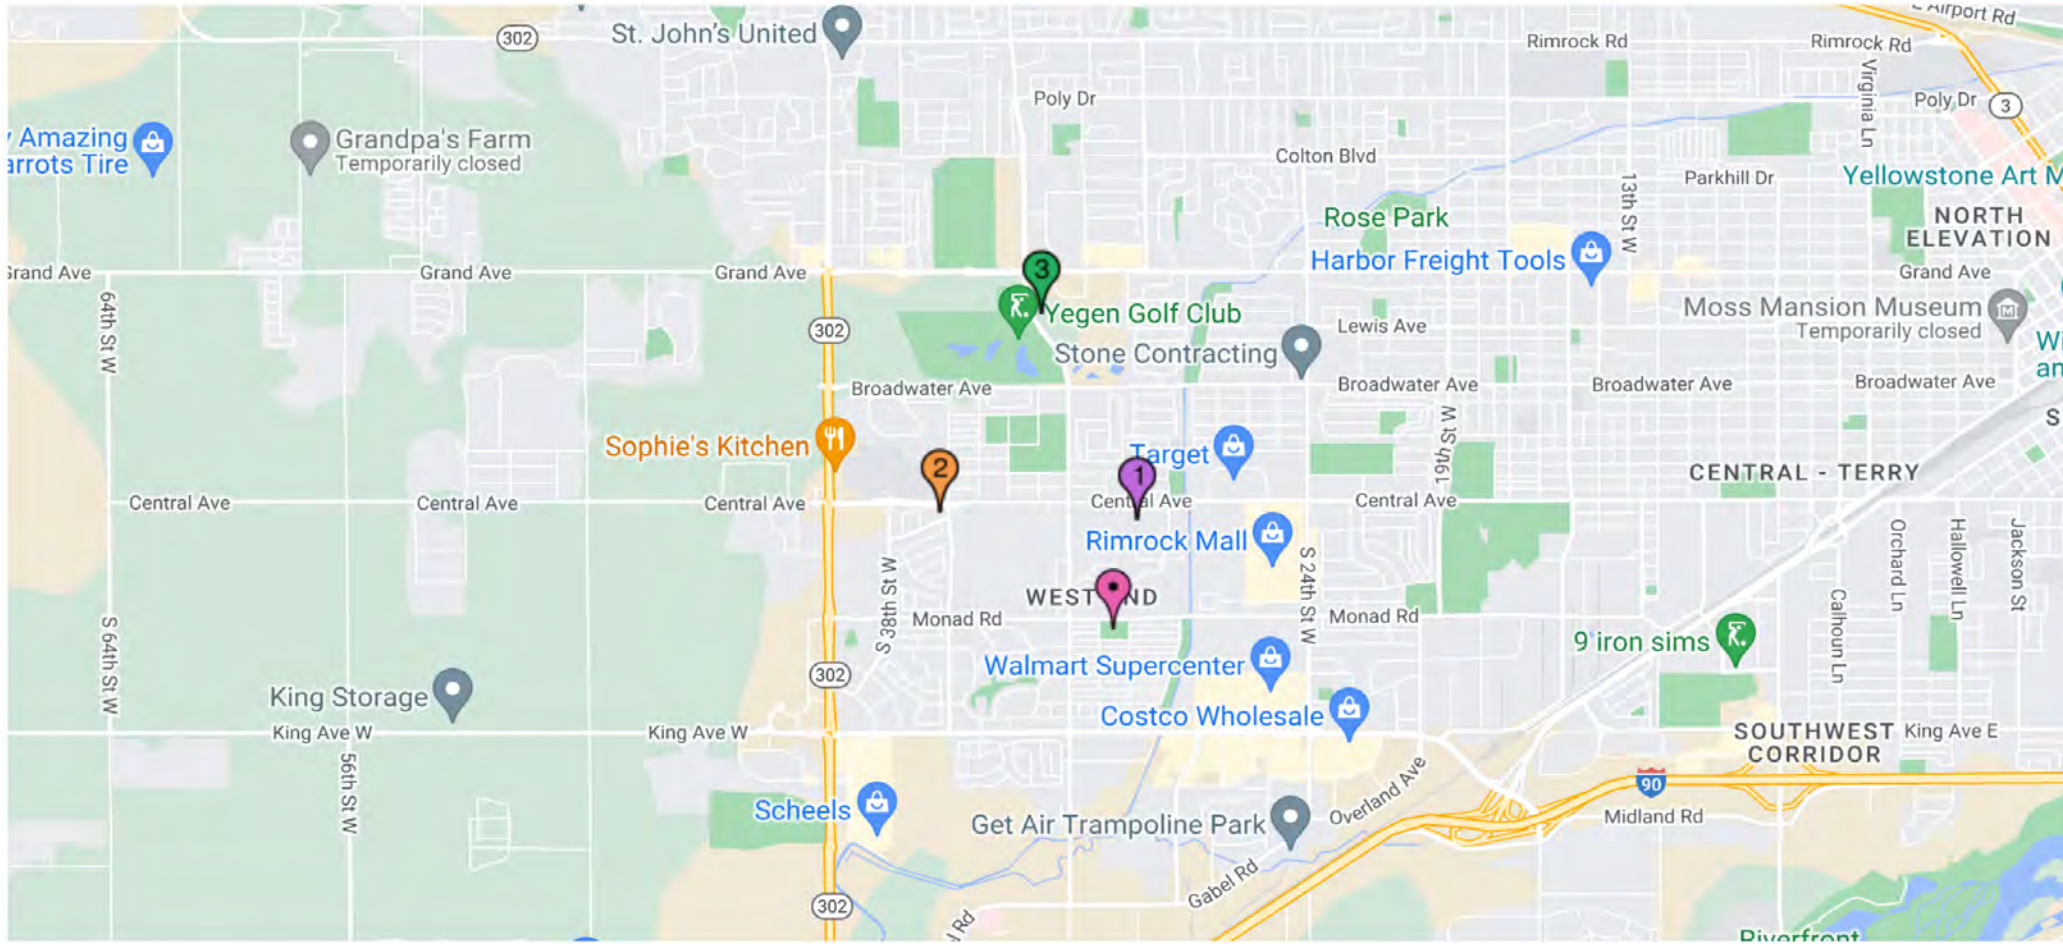 E Airport Rd
302
St. John's United
Rimrock Rd
Rimrock Rd
Virginia Ln
Poly Dr
Poly Dr
3
Amazing
arrots Tire
Grandpa's Farm
Temporarily closed
Colton Blvd
Parkhill Dr
13th St W
Yellowstone Art M
Rose Park
NORTH
ELEVATION
Harbor Freight Tools
Grand Ave
Grand Ave
Grand Ave
Grand Ave
3
Yegen Golf Club
64th St W
302
Lewis Ave
Moss Mansion Museum
Temporarily closed
Wi
an
Stone Contracting
Broadwater Ave
Broadwater Ave
Broadwater Ave
Broadwater Ave
S
19th St W
Sophie's Kitchen
Target
2
1
CENTRAL - TERRY
Central Ave
Central Ave
Central Ave
Central Ave
Central Ave
Rimrock Mall
S 24th St W
Orchard Ln
Hallowell Ln
Jackson St
S 38th St W
WEST ND
Monad Rd
Monad Rd
Calhoun Ln
S 64th St W
9 iron sims
Walmart Supercenter
302
King Storage
Costco Wholesale
King Ave W
King Ave W
SOUTHWEST
CORRIDOR
King Ave E
56th St W
90
Overland Ave
Midland Rd
Scheels
Get Air Trampoline Park
Gabel Rd
302
Rd
Riverfront